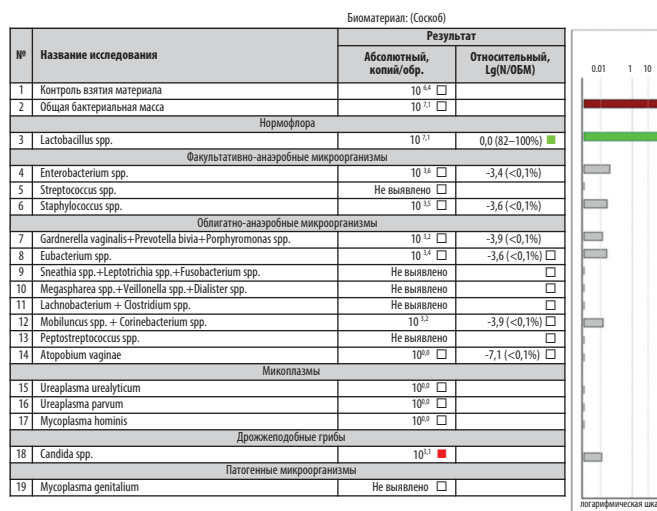 Биоматериал: (Соскоб)
№ Название исследования Результат
Абсолютный, копий/обр. Относительный, Lg(N/ОБМ)
1 Контроль взятия материала 10 6,4
2 Общая бактериальная масса 10 7,1
Нормофлора
3 Lactobacillus spp. 10 7,1 0,0 (82–100%)
Факультативно-анаэробные микроорганизмы
4 Enterobacterium spp. 10 3,6 -3,4 (<0,1%)
5 Streptococcus spp. Не выявлено
6 Staphylococcus spp. 10 3,5 -3,6 (<0,1%)
Облигатно-анаэробные микроорганизмы
7 Gardnerella vaginalis+Prevotella bivia+Porphyromonas spp. 10 3,2 -3,9 (<0,1%)
8 Eubacterium spp. 10 3,4 -3,6 (<0,1%)
9 Sneathia spp.+Leptotrichia spp.+Fusobacterium spp. Не выявлено
10 Megaspharea spp.+Veillonella spp.+Dialister spp. Не выявлено
11 Lachnobacterium + Clostridium spp. Не выявлено
12 Mobiluncus spp. + Corinebacterium spp. 10 3,2 -3,9 (<0,1%)
13 Peptostreptococcus spp. Не выявлено
14 Atopobium vaginae 10 0,0 -7,1 (<0,1%)
Микоплазмы
15 Ureaplasma urealyticum 10 0,0
16 Ureaplasma parvum 10 0,0
17 Mycoplasma hominis 10 0,0
Дрожжеподобные грибы
18 Candida spp. 10 3,1
Патогенные микроорганизмы
19 Mycoplasma genitalium Не выявлено
0.01 1 10
логарифмическая шка